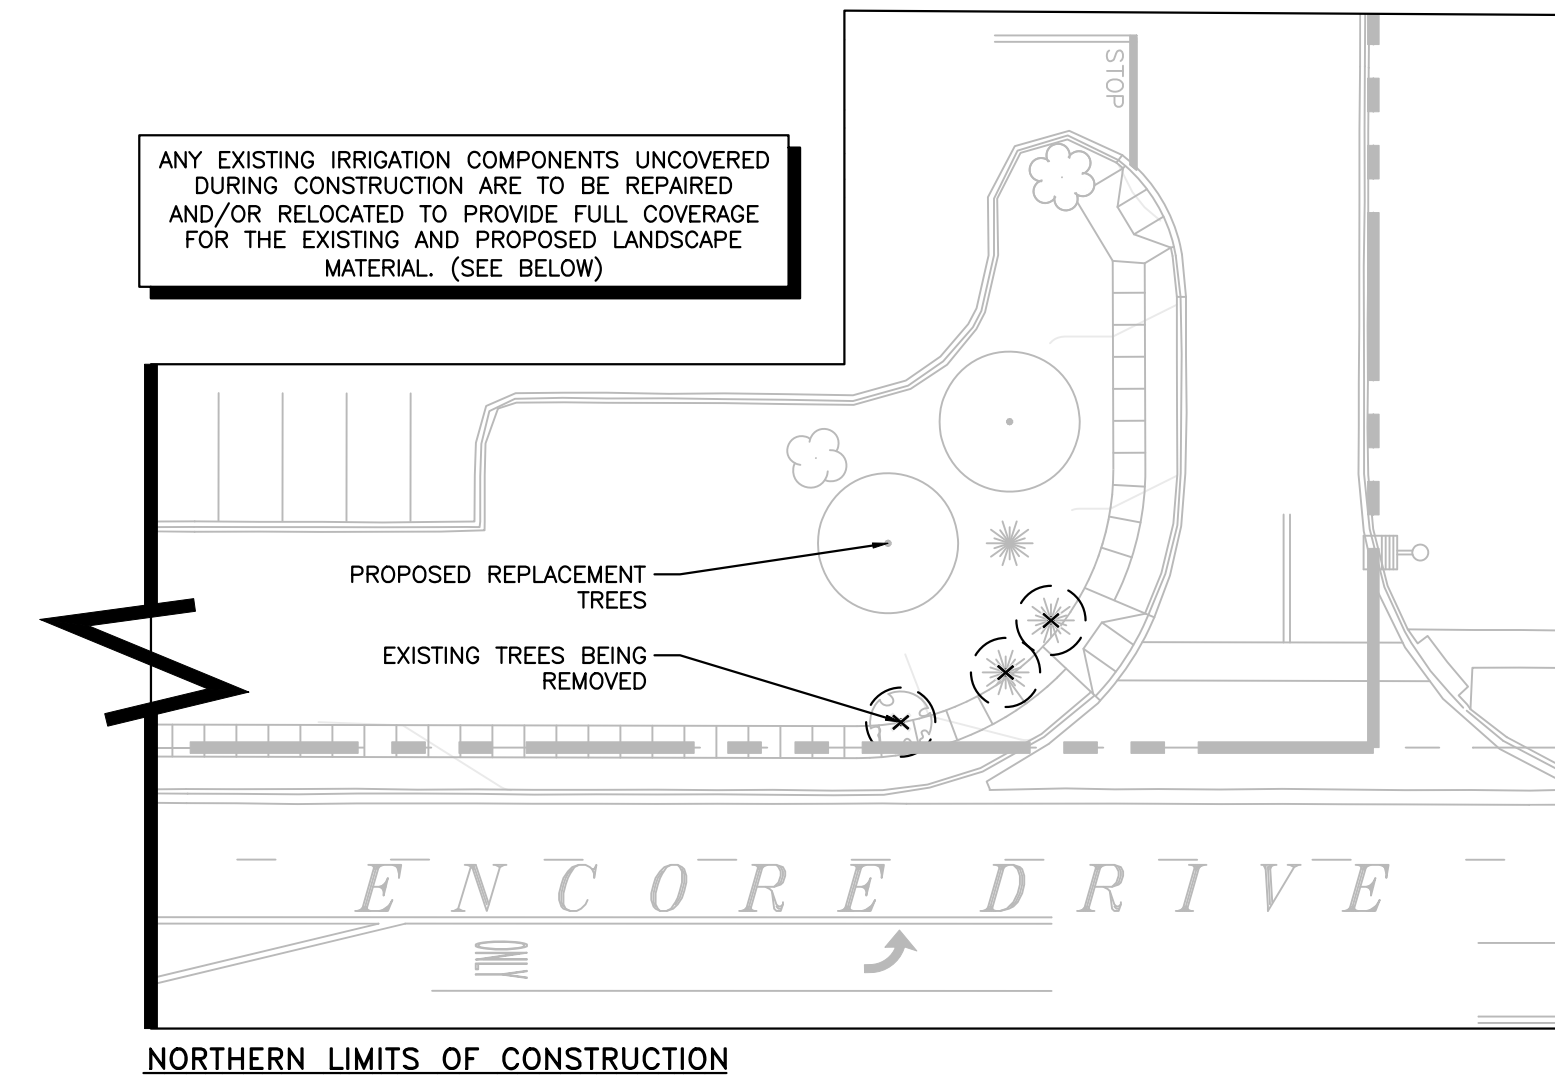 STOP
ANY EXISTING IRRIGATION COMPONENTS UNCOVERED
DURING CONSTRUCTION ARE TO BE REPAIRED
AND/OR RELOCATED TO PROVIDE FULL COVERAGE
FOR THE EXISTING AND PROPOSED LANDSCAPE
MATERIAL. (SEE BELOW)
PROPOSED REPLACEMENT
TREES
EXISTING TREES BEING
REMOVED
ENCORE DRIVE
ONLY
NORTHERN LIMITS OF CONSTRUCTION